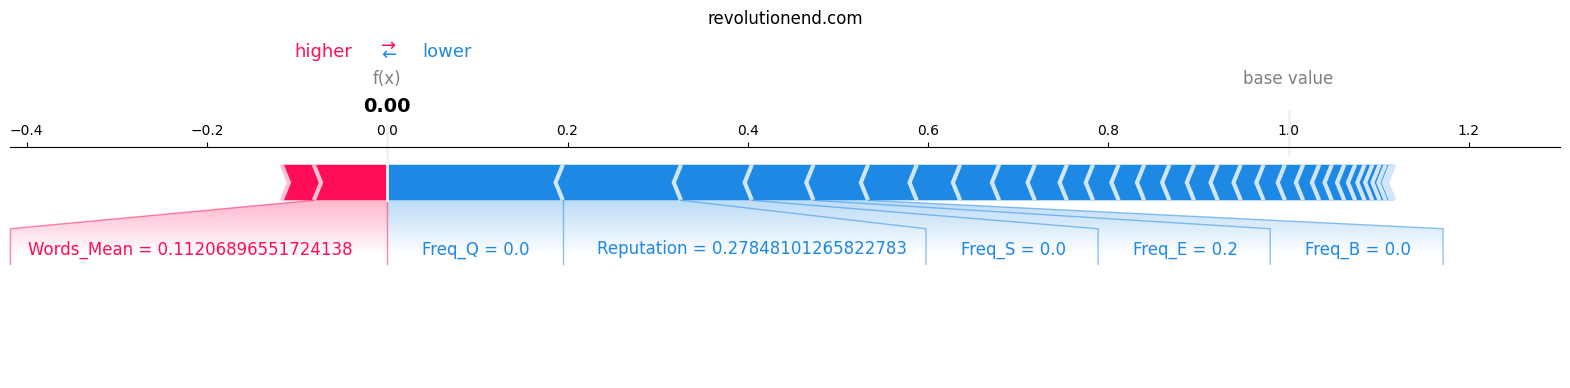 revolutionend.com
higher → ← lower
f(x) base value
0.00
−0.4 −0.2 0.0 0.2 0.4 0.6 0.8 1.0 1.2
Words_Mean = 0.11206896551724138 Freq_Q = 0.0 Reputation = 0.27848101265822783 Freq_S = 0.0 Freq_E = 0.2 Freq_B = 0.0